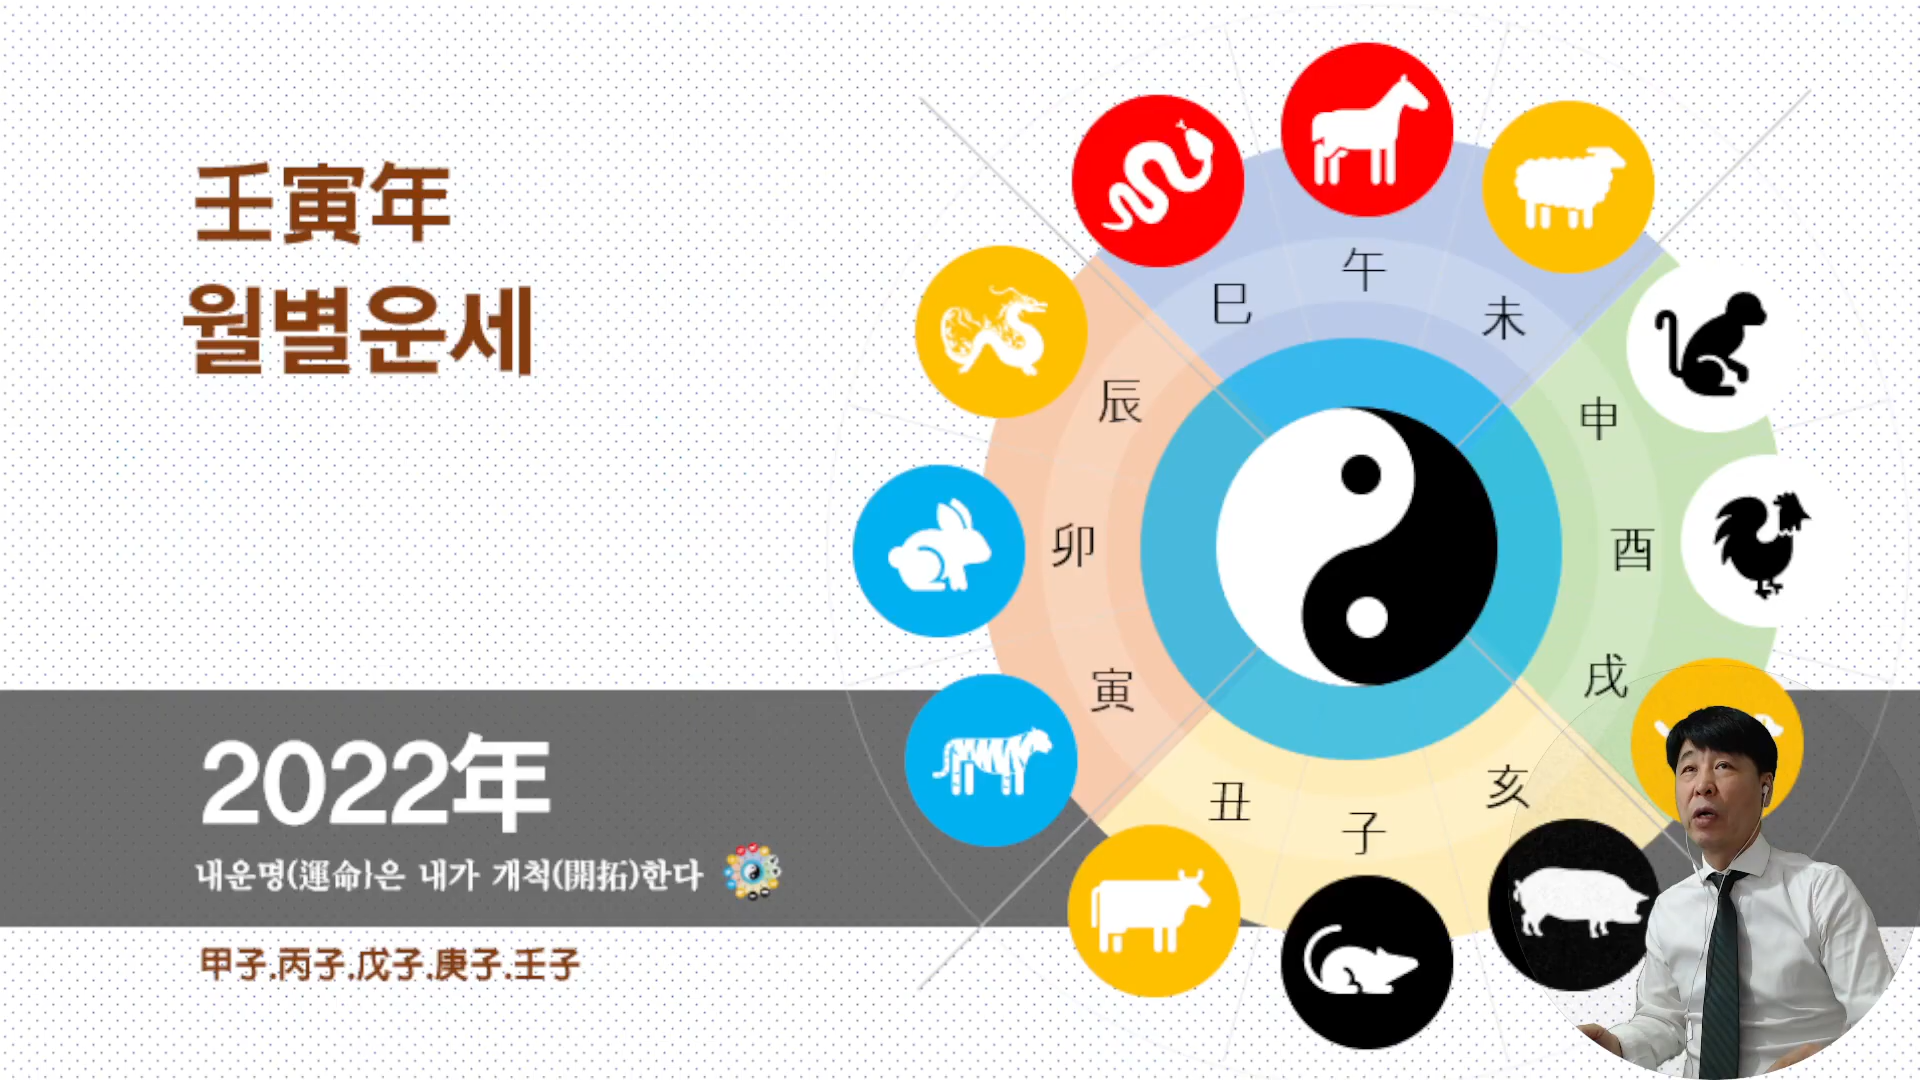 壬寅年
월별운세
2022年
내운명(運命}은 내가 개척(開拓)한다
甲子.丙子.戊子.庚子.壬子
午
巳
未
辰
申
卯
酉
寅
戌
丑
子
亥